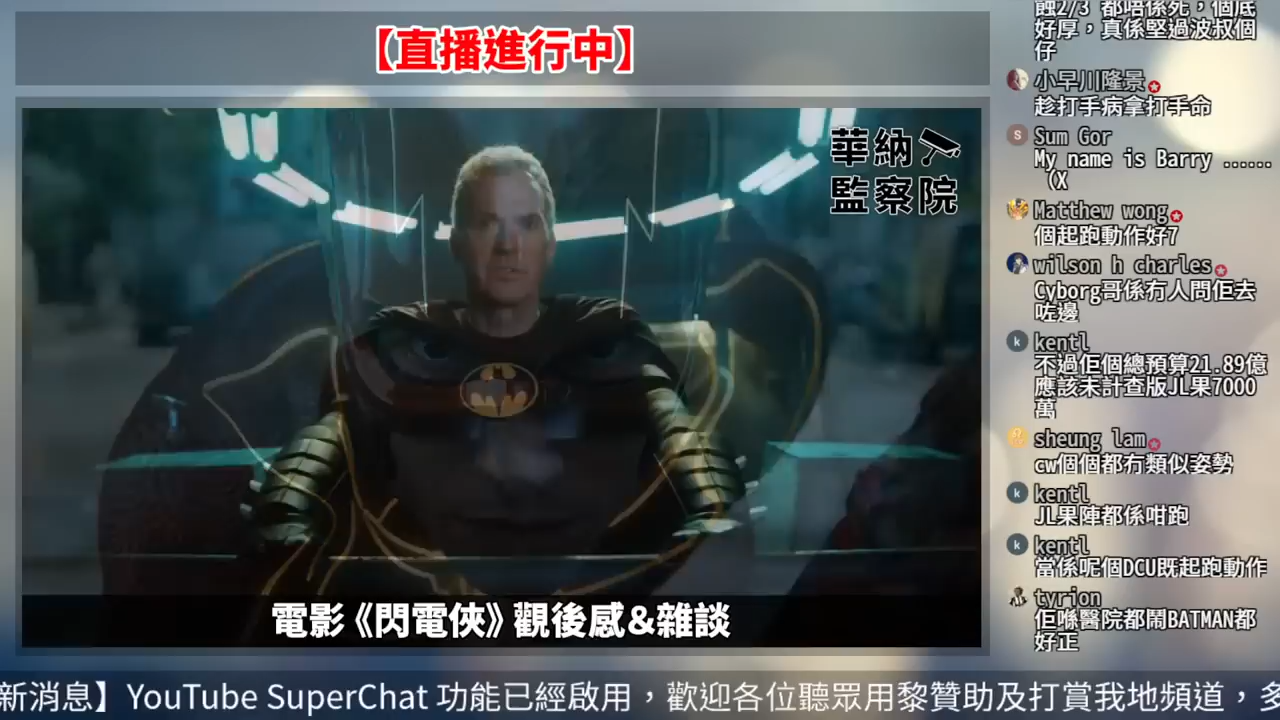 【直播進行中】
華納
監察院
電影《閃電俠》觀後感&雜談
蝕2/3 都唔係死，個底
好厚，真係堅過波叔個
仔
小早川隆景
趁打手病拿打手命
S
Sum Gor
My name is Barry ......
（X
Matthew wong
個起跑動作好7
wilson h charles
Cyborg哥係冇人問佢去
咗邊
k
kentl
不過佢個總預算21.89億
應該未計查版JL果7000
萬
sheung lam
cw個個都冇類似姿勢
k
kentl
JL果陣都係咁跑
k
kentl
當係呢個DCU既起跑動作
tyrion
佢喺醫院都鬧BATMAN都
好正
新消息】YouTube SuperChat 功能已經啟用，歡迎各位聽眾用黎贊助及打賞我地頻道，多